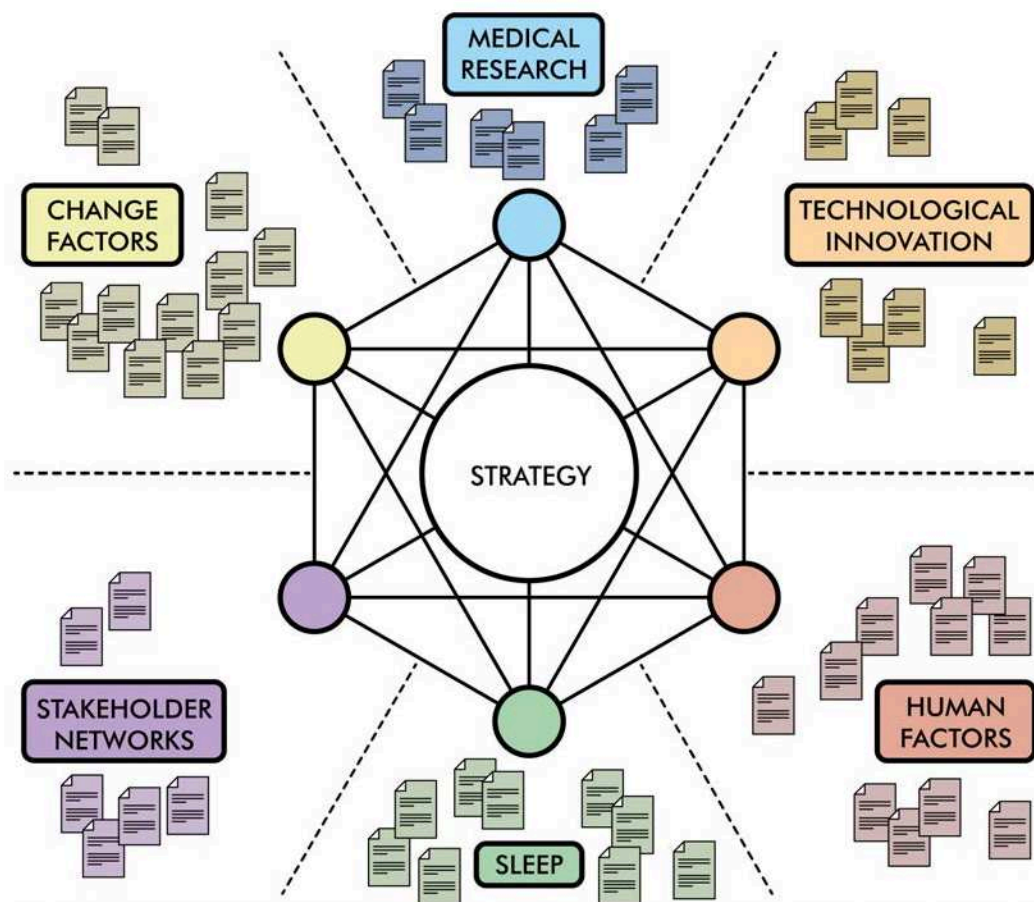 MEDICAL
RESEARCH
CHANGE
FACTORS
TECHNOLOGICAL
INNOVATION
STRATEGY
STAKEHOLDER
NETWORKS
HUMAN
FACTORS
SLEEP